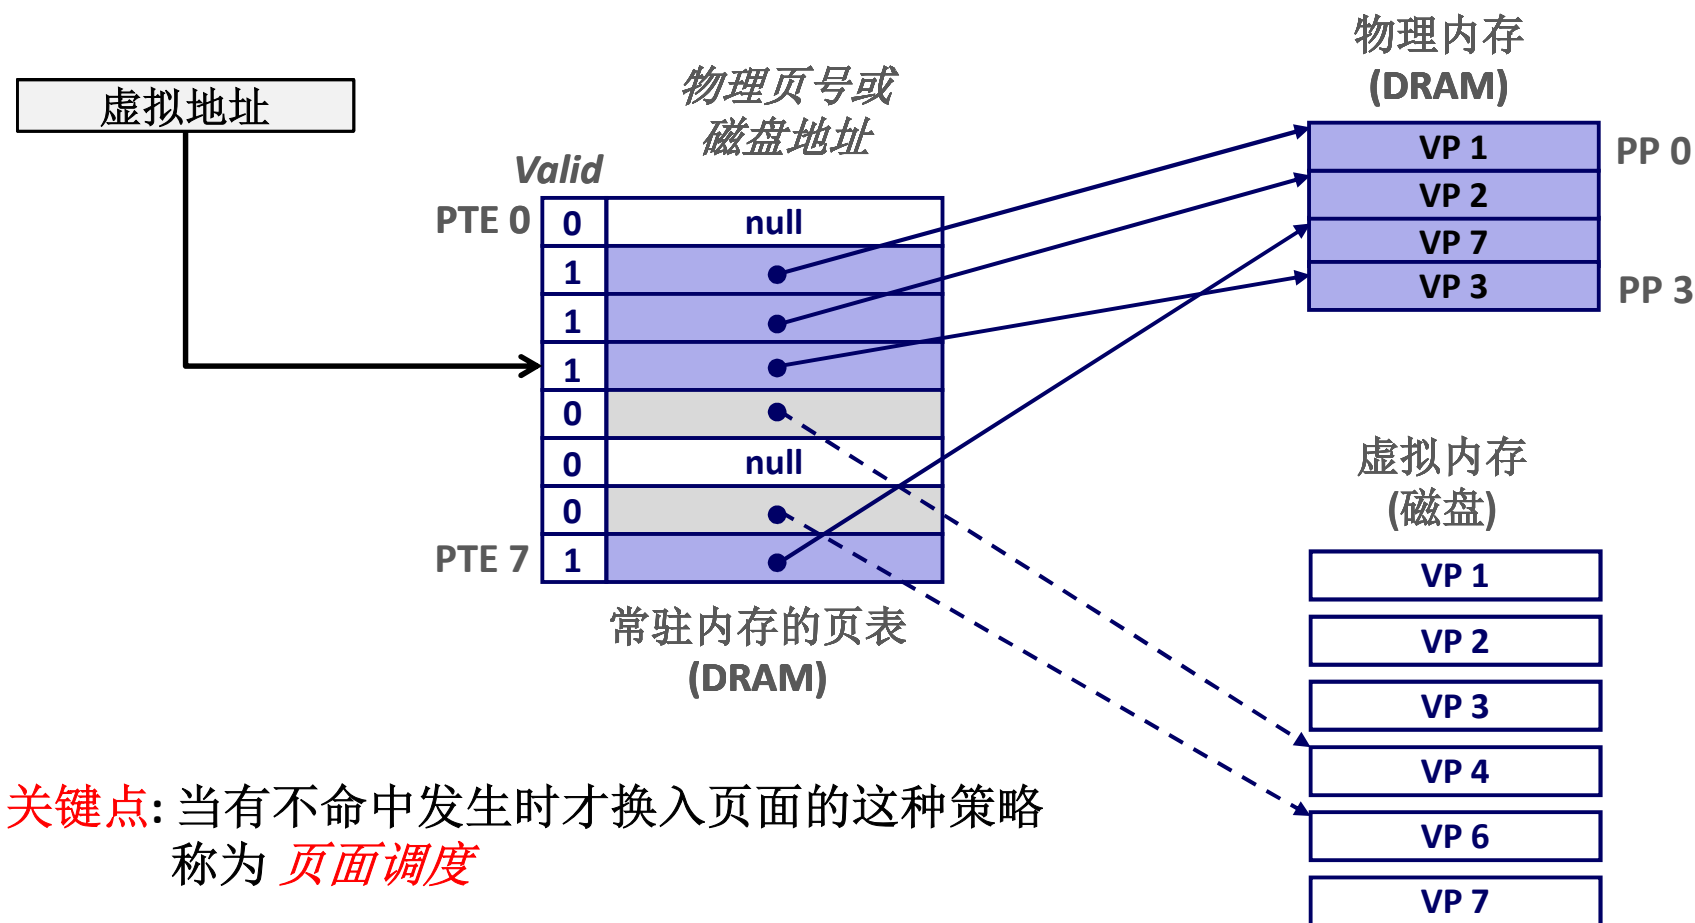 虚拟地址
物理页号或
磁盘地址
Valid
PTE 0
0
null
1
1
1
0
0
null
0
PTE 7
1
常驻内存的页表
(DRAM)
物理内存
(DRAM)
VP 1
PP 0
VP 2
VP 7
VP 3
PP 3
虚拟内存
(磁盘)
VP 1
VP 2
VP 3
VP 4
VP 6
VP 7
关键点: 当有不命中发生时才换入页面的这种策略
称为 页面调度